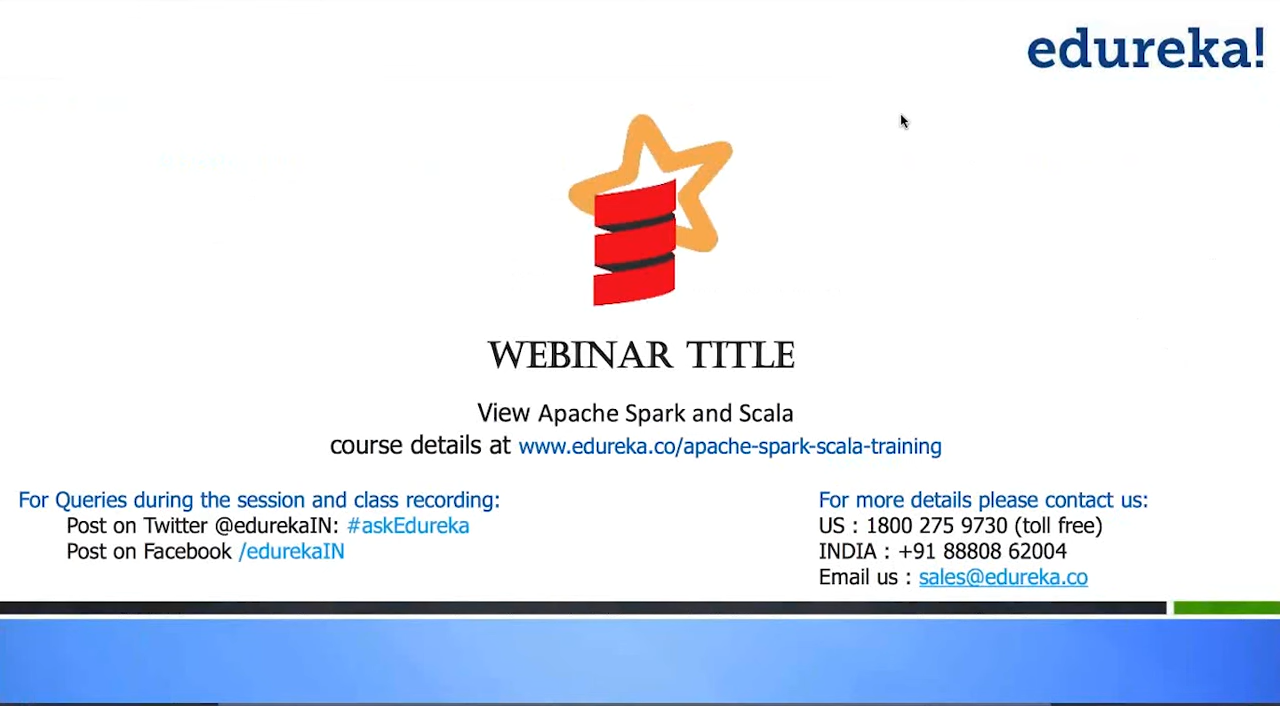 edureka!
WEBINAR TITLE
View Apache Spark and Scala
course details at www.edureka.co/apache-spark-scala-training
For Queries during the session and class recording:
Post on Twitter @edurekaIN: #askEdureka
Post on Facebook /edurekaIN
For more details please contact us:
US : 1800 275 9730 (toll free)
INDIA : +91 88808 62004
Email us : sales@edureka.co